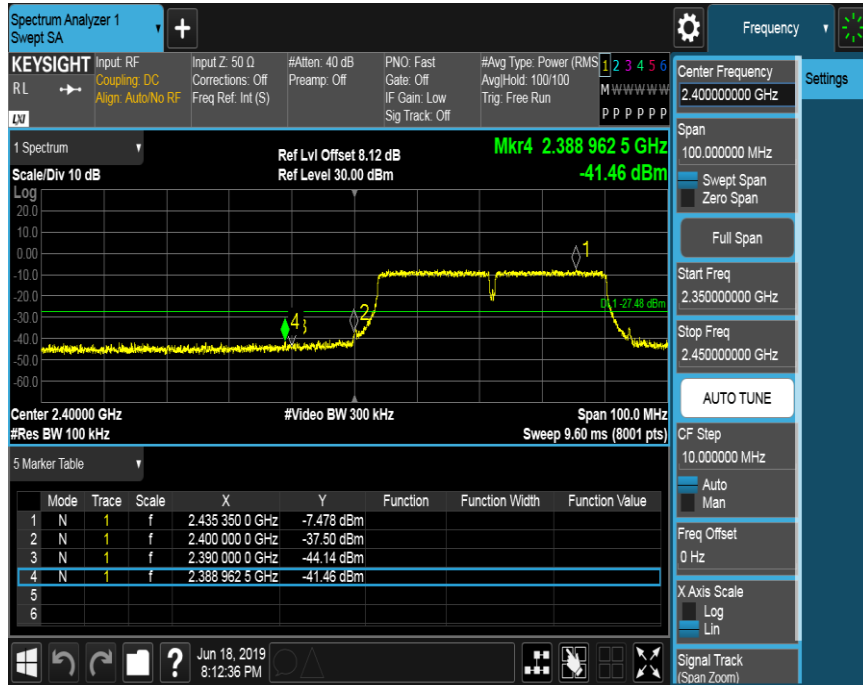 Spectrum Analyzer 1
Swept SA
+
Frequency
KEYSIGHT
Input: RF
Input Z: 50 Ω
#Atten: 40 dB
PNO: Fast
#Avg Type: Power (RMS
1 2 3 4 5 6
RL
Coupling: DC
Corrections: Off
Preamp: Off
Gate: Off
Avg|Hold: 100/100
M W W W W W
Align: Auto/No RF
Freq Ref: Int (S)
IF Gain: Low
Trig: Free Run
Sig Track: Off
P P P P P P
LXI
1 Spectrum
Ref Lvl Offset 8.12 dB
Mkr4 2.388 962 5 GHz
Scale/Div 10 dB
Ref Level 30.00 dBm
-41.46 dBm
Log
20.0
10.0
0.00
-10.0
-20.0
-30.0
-40.0
-50.0
-60.0
1
2
4
3
-27.48 dBm
Center 2.40000 GHz
#Video BW 300 kHz
Span 100.0 MHz
#Res BW 100 kHz
Sweep 9.60 ms (8001 pts)
5 Marker Table
Mode Trace Scale X Y Function Function Width Function Value
1 N 1 f 2.435 350 0 GHz -7.478 dBm
2 N 1 f 2.400 000 0 GHz -37.50 dBm
3 N 1 f 2.390 000 0 GHz -44.14 dBm
4 N 1 f 2.388 962 5 GHz -41.46 dBm
5
6
?
Jun 18, 2019
8:12:36 PM
Center Frequency
2.400000000 GHz
Settings
Span
100.000000 MHz
Swept Span
Zero Span
Full Span
Start Freq
2.350000000 GHz
Stop Freq
2.450000000 GHz
AUTO TUNE
CF Step
10.000000 MHz
Auto
Man
Freq Offset
0 Hz
X Axis Scale
Log
Lin
Signal Track
(Span Zoom)